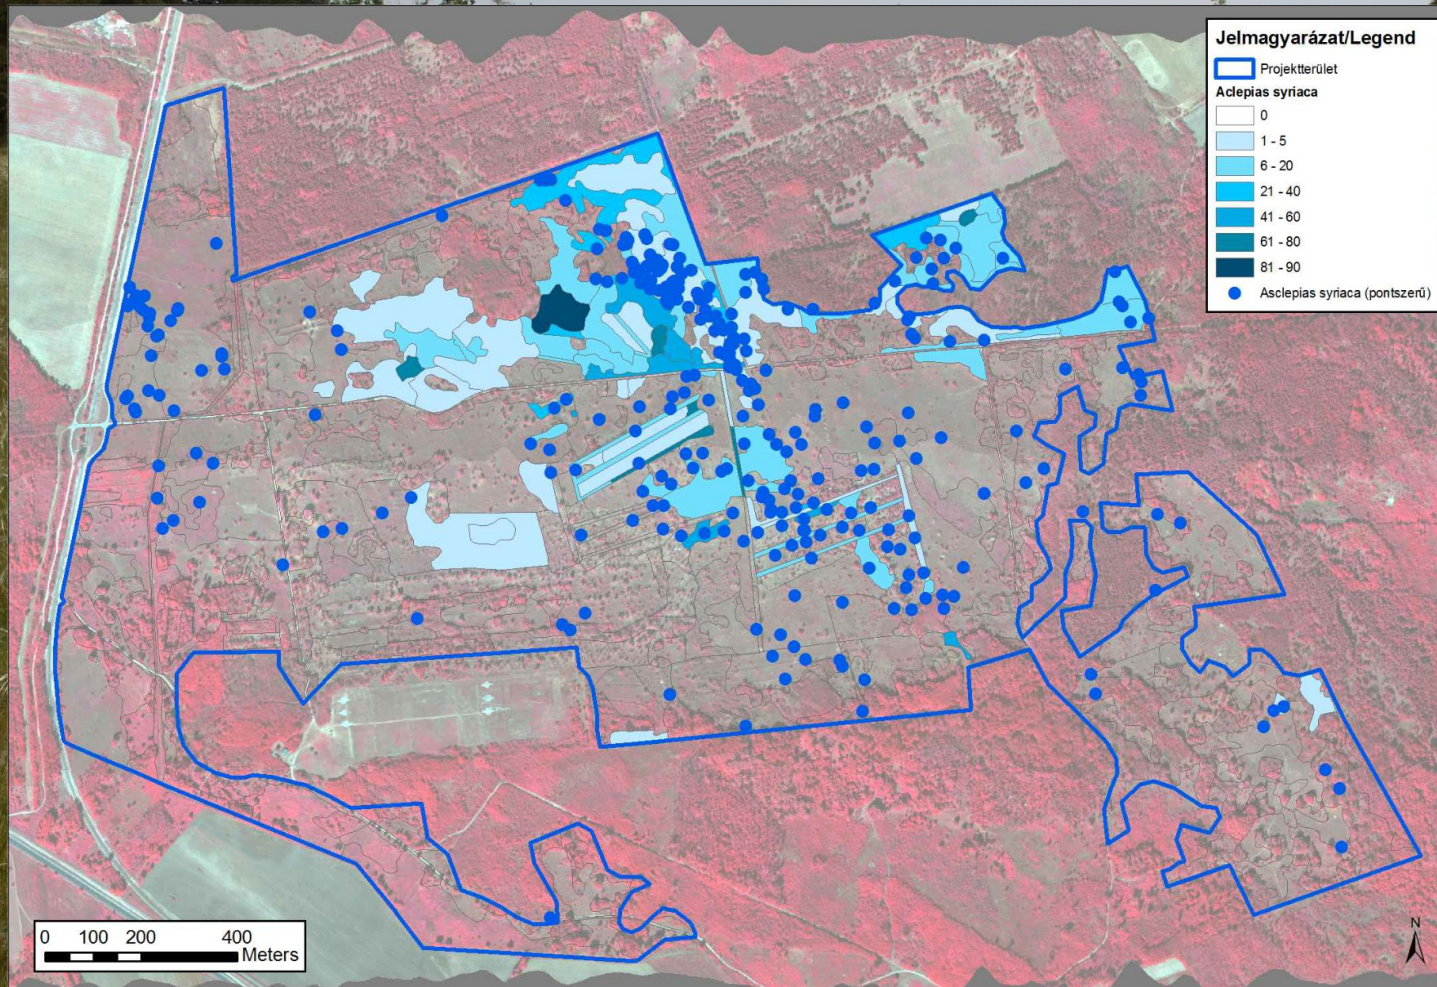 Jelmagyarázat/Legend
Projektterület
Aclepias syriaca
0
1 - 5
6 - 20
21 - 40
41 - 60
61 - 80
81 - 90
Asclepias syriaca (pontszerű)
0 100 200 400
Meters
N